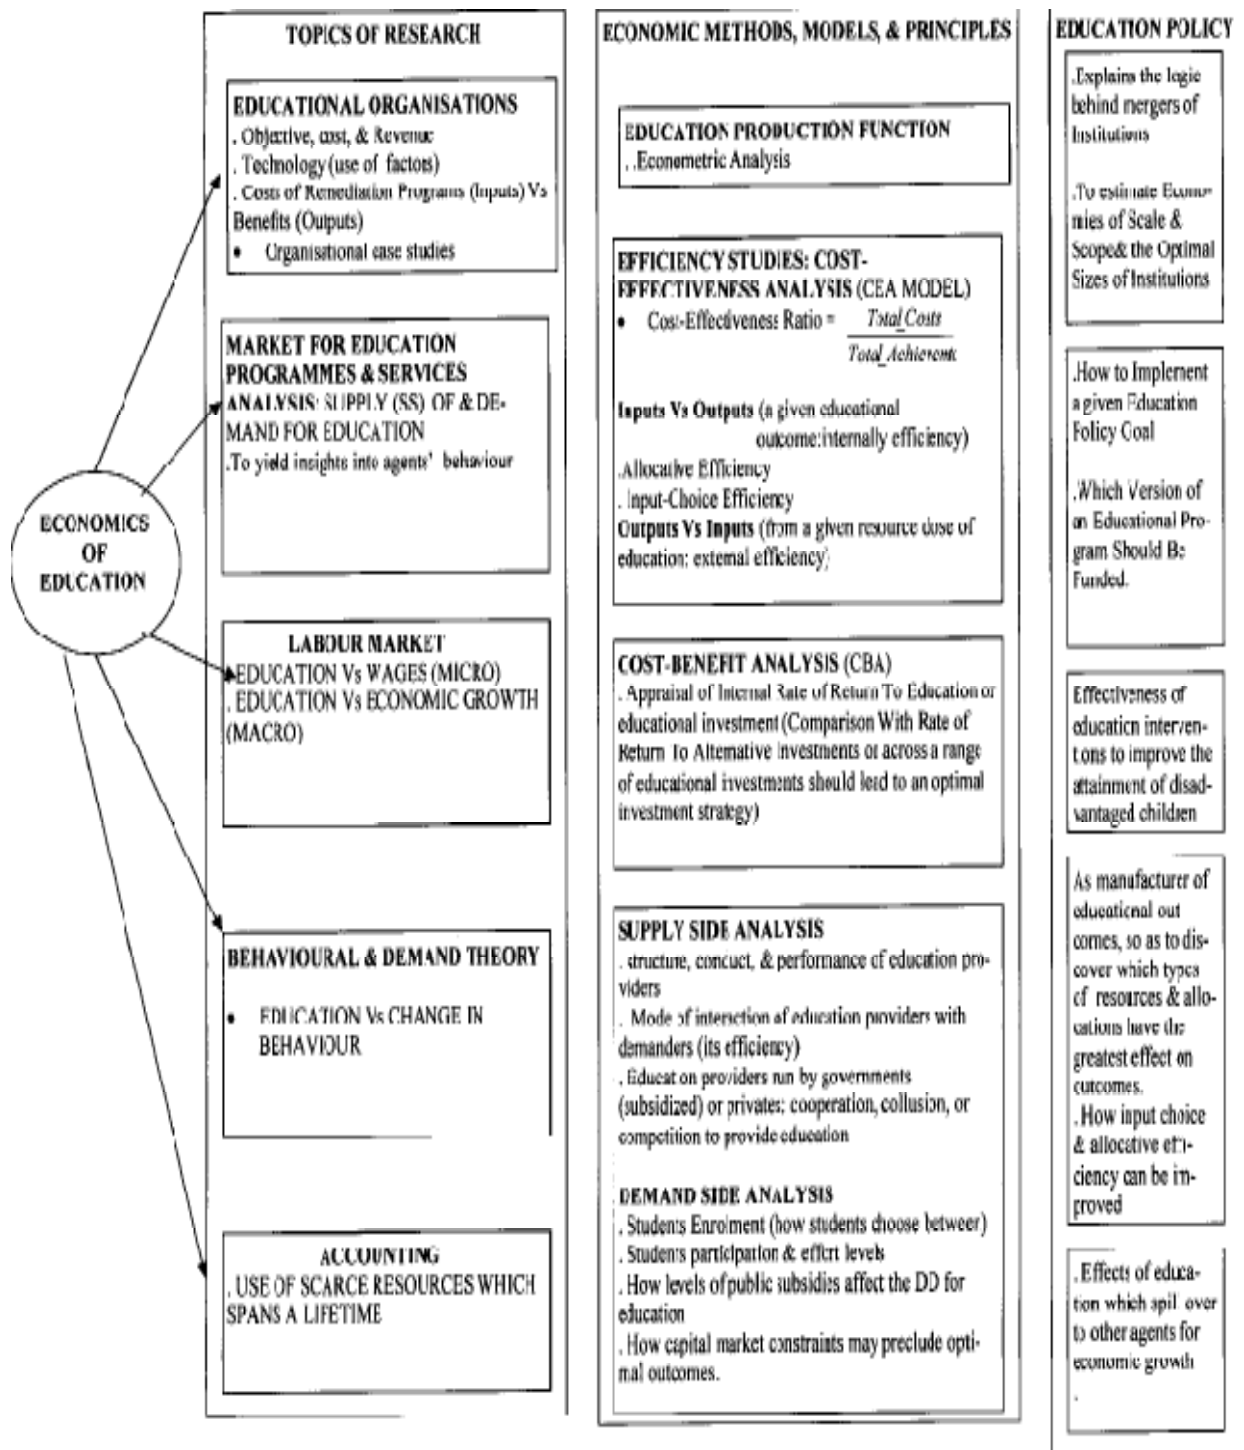 ECONOMICS
OF
EDUCATION
TOPICS OF RESEARCH
EDUCATIONAL ORGANISATIONS
. Objective, cost, & Revenue
. Technology (use of factors)
. Costs of Remediation Programs (Inputs) Vs
Benefits (Outputs)
• Organisational case studies
MARKET FOR EDUCATION
PROGRAMMES & SERVICES
ANALYSIS: SUPPLY (SS) OF & DE-
MAND FOR EDUCATION
.To yield insights into agents' behaviour
LABOUR MARKET
. EDUCATION Vs WAGES (MICRO)
. EDUCATION Vs ECONOMIC GROWTH
(MACRO)
BEHAVIOURAL & DEMAND THEORY
• EDUCATION Vs CHANGE IN
BEHAVIOUR
ACCOUNTING
. USE OF SCARCE RESOURCES WHICH
SPANS A LIFETIME
ECONOMIC METHODS, MODELS, & PRINCIPLES
EDUCATION PRODUCTION FUNCTION
. .Econometric Analysis
EFFICIENCY STUDIES: COST-
EFFECTIVENESS ANALYSIS (CEA MODEL)
• Cost-Effectiveness Ratio = Total_Costs
Total_Achievents
Inputs Vs Outputs (a given educational
outcome:internally efficiency)
.Allocative Efficiency
. Input-Choice Efficiency
Outputs Vs Inputs (from a given resource dose of
education: external efficiency)
COST-BENEFIT ANALYSIS (CBA)
. Appraisal of Internal Rate of Return To Education or
educational investment (Comparison With Rate of
Return To Alternative Investments or across a range
of educational investments should lead to an optimal
investment strategy)
SUPPLY SIDE ANALYSIS
. structure, conduct, & performance of education pro-
viders
. Mode of interaction of education providers with
demanders (its efficiency)
. Education providers run by governments
(subsidized) or privates: cooperation, collusion, or
competition to provide education
DEMAND SIDE ANALYSIS
. Students Enrolment (how students choose between)
. Students participation & effort levels
. How levels of public subsidies affect the DD for
education
. How capital market constraints may preclude opti-
mal outcomes.
EDUCATION POLICY
.Explains the logic
behind mergers of
Institutions
.To estimate Econo-
mies of Scale &
Scope& the Optimal
Sizes of Institutions
.How to Implement
a given Education
Policy Goal
.Which Version of
an Educational Pro-
gram Should Be
Funded.
Effectiveness of
education interven-
tions to improve the
attainment of disad-
vantaged children
As manufacturer of
educational out
comes, so as to dis-
cover which types
of resources & allo-
cations have the
greatest effect on
outcomes.
. How input choice
& allocative effi-
ciency can be im-
proved
. Effects of educa-
tion which spill over
to other agents for
economic growth
.